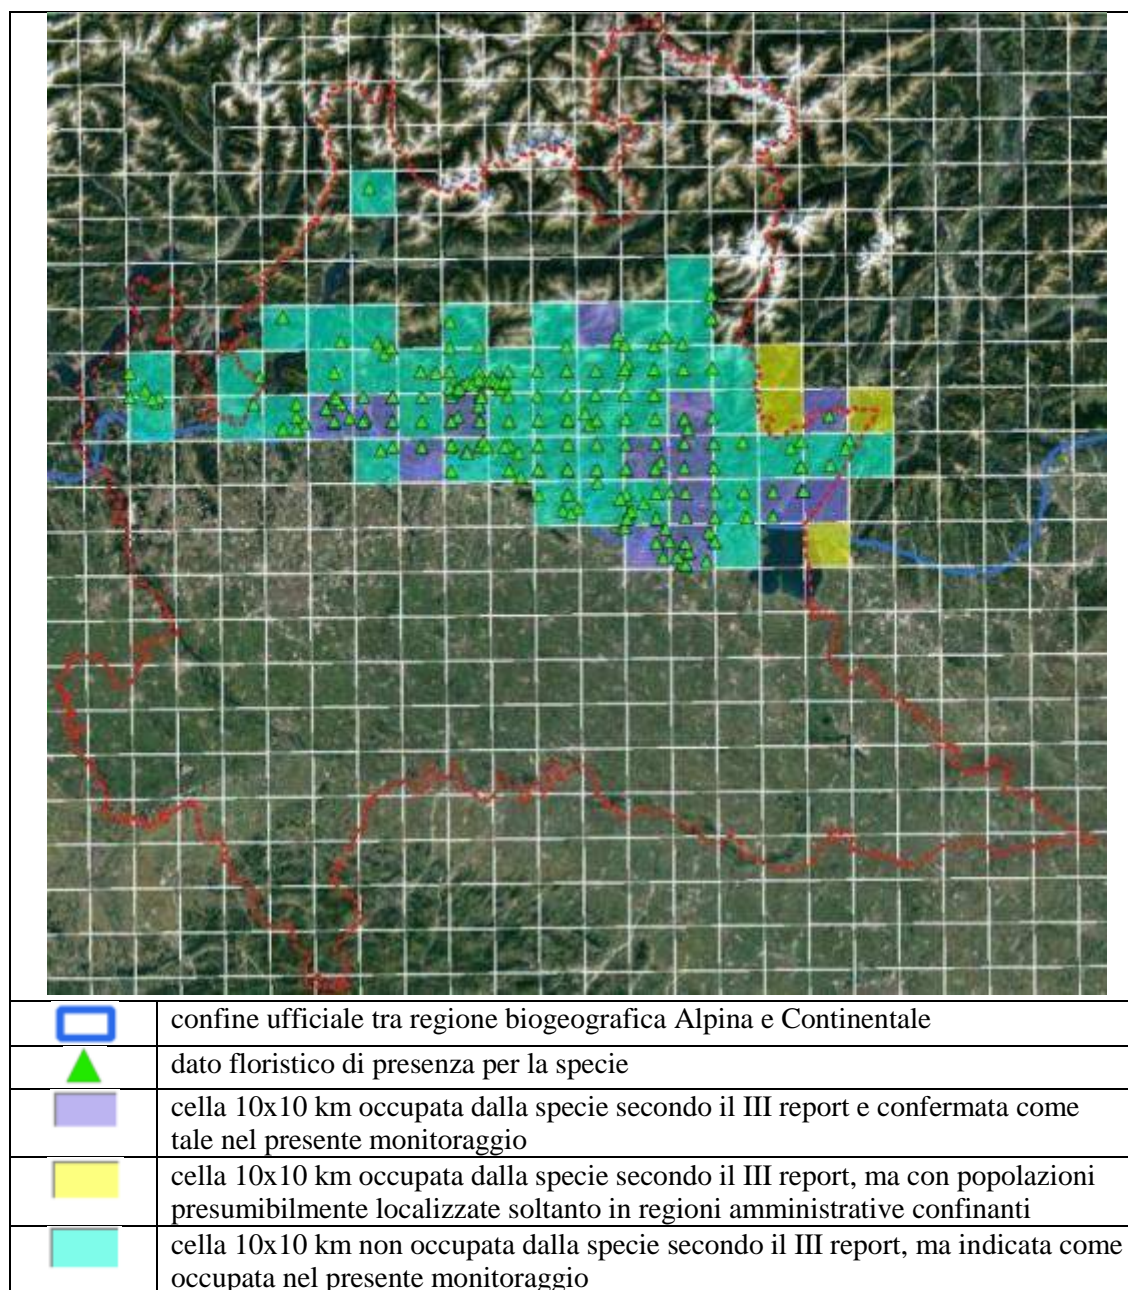 confine ufficiale tra regione biogeografica Alpina e Continentale
dato floristico di presenza per la specie
cella 10x10 km occupata dalla specie secondo il III report e confermata come
tale nel presente monitoraggio
cella 10x10 km occupata dalla specie secondo il III report, ma con popolazioni
presumibilmente localizzate soltanto in regioni amministrative confinanti
cella 10x10 km non occupata dalla specie secondo il III report, ma indicata come
occupata nel presente monitoraggio